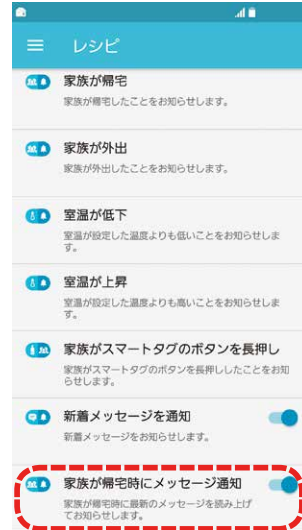 レシピ
家族が帰宅
家族が帰宅したことをお知らせします。
家族が外出
家族が外出したことをお知らせします。
室温が低下
室温が設定した温度よりも低いことをお知らせしま
す。
室温が上昇
室温が設定した温度よりも高いことをお知らせしま
す。
家族がスマートタグのボタンを長押し
家族がスマートタグのボタンを長押ししたことをお知
らせします。
新着メッセージを通知
新着メッセージをお知らせします。
家族が帰宅時にメッセージ通知
家族が帰宅時に最新のメッセージを読み上げ
てお知らせします。